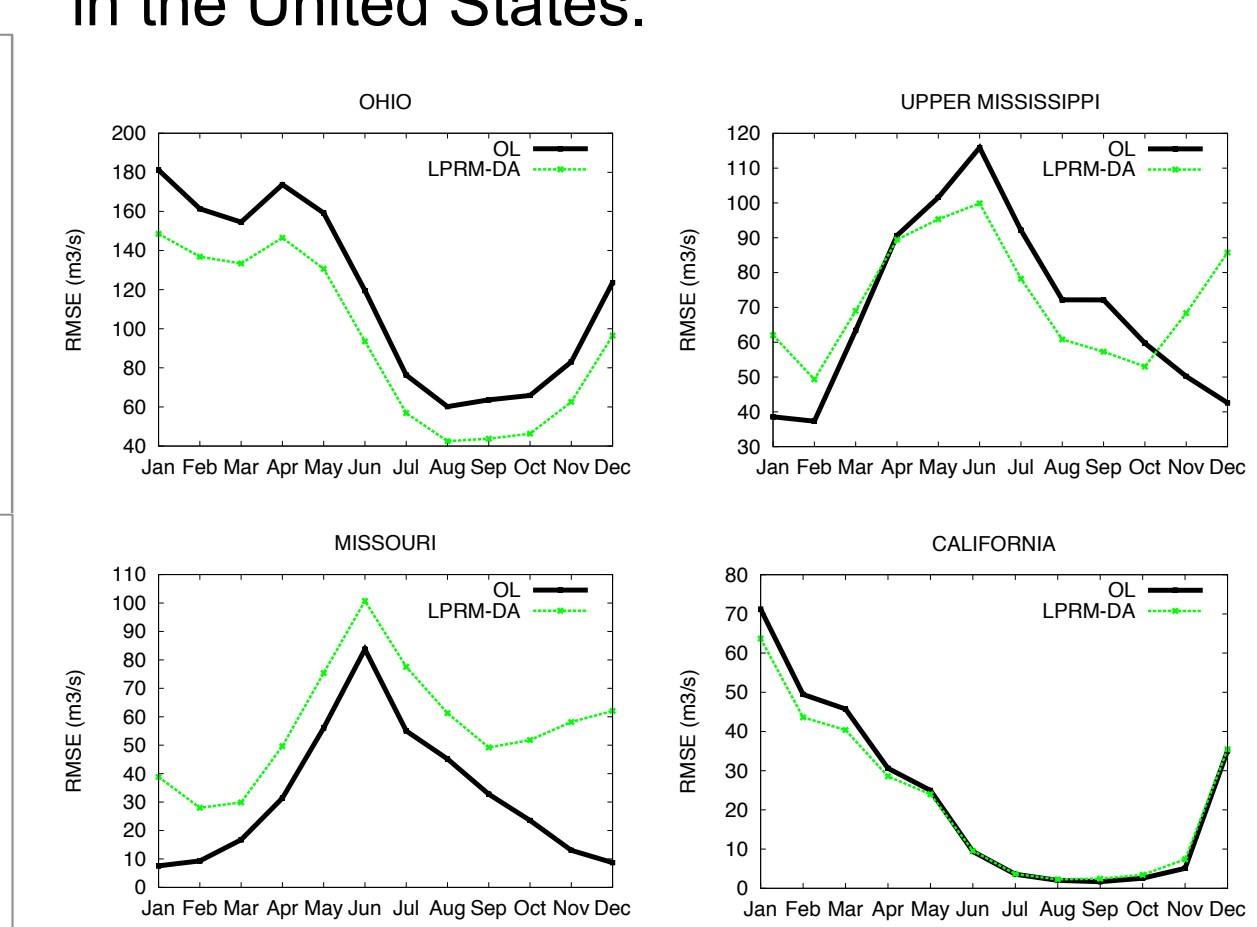 in the United States.
OHIO
RMSE (m3/s)
200
180
160
140
120
100
80
60
40
OL
LPRM-DA
Jan Feb Mar Apr May Jun Jul Aug Sep Oct Nov Dec
UPPER MISSISSIPPI
RMSE (m3/s)
120
110
100
90
80
70
60
50
40
30
OL
LPRM-DA
Jan Feb Mar Apr May Jun Jul Aug Sep Oct Nov Dec
MISSOURI
RMSE (m3/s)
110
100
90
80
70
60
50
40
30
20
10
0
OL
LPRM-DA
Jan Feb Mar Apr May Jun Jul Aug Sep Oct Nov Dec
CALIFORNIA
RMSE (m3/s)
80
70
60
50
40
30
20
10
0
OL
LPRM-DA
Jan Feb Mar Apr May Jun Jul Aug Sep Oct Nov Dec